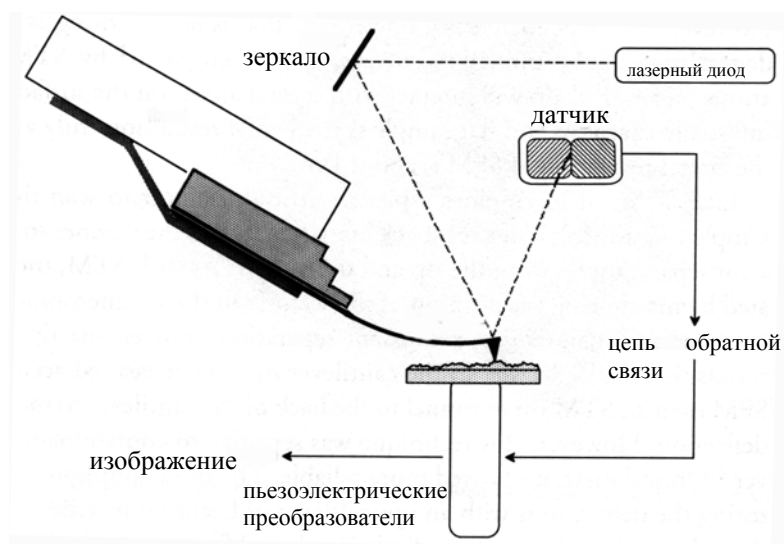 зеркало
лазерный диод
датчик
цепь обратной
связи
изображение
пьезоэлектрические
преобразователи